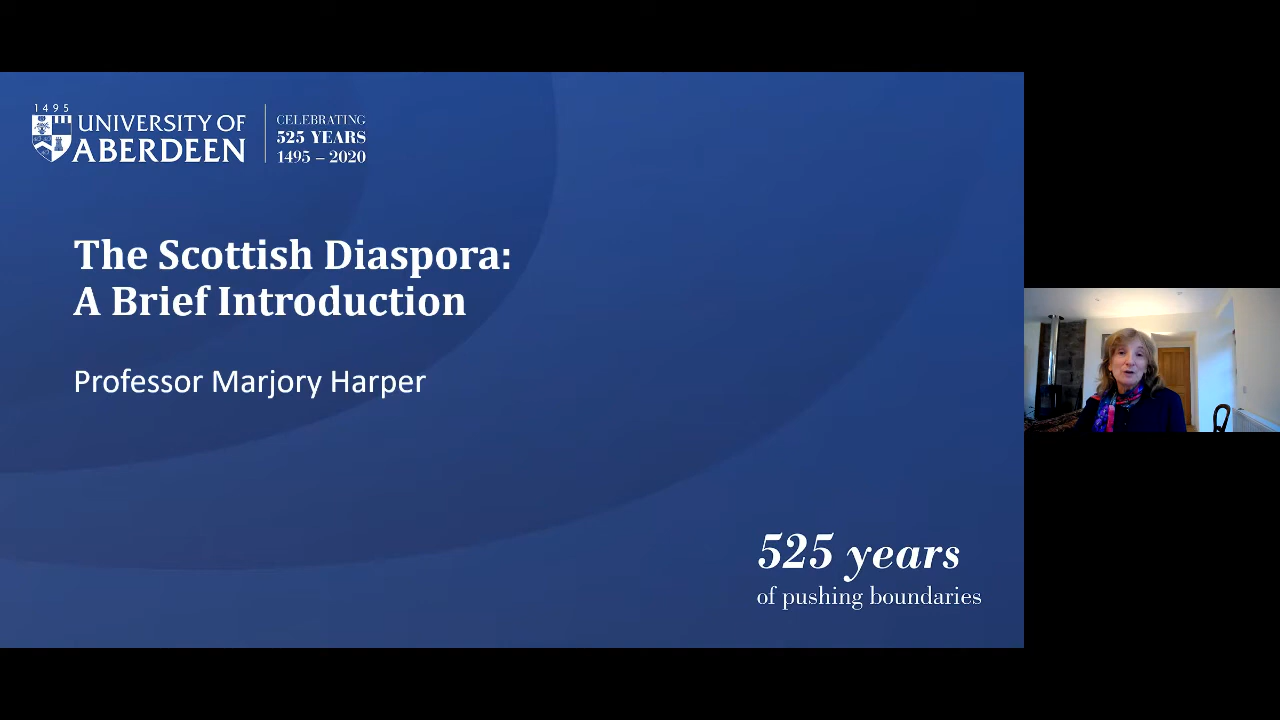 1495
UNIVERSITY OF
ABERDEEN
CELEBRATING
525 YEARS
1495 – 2020
The Scottish Diaspora:
A Brief Introduction
Professor Marjory Harper
525 years
of pushing boundaries